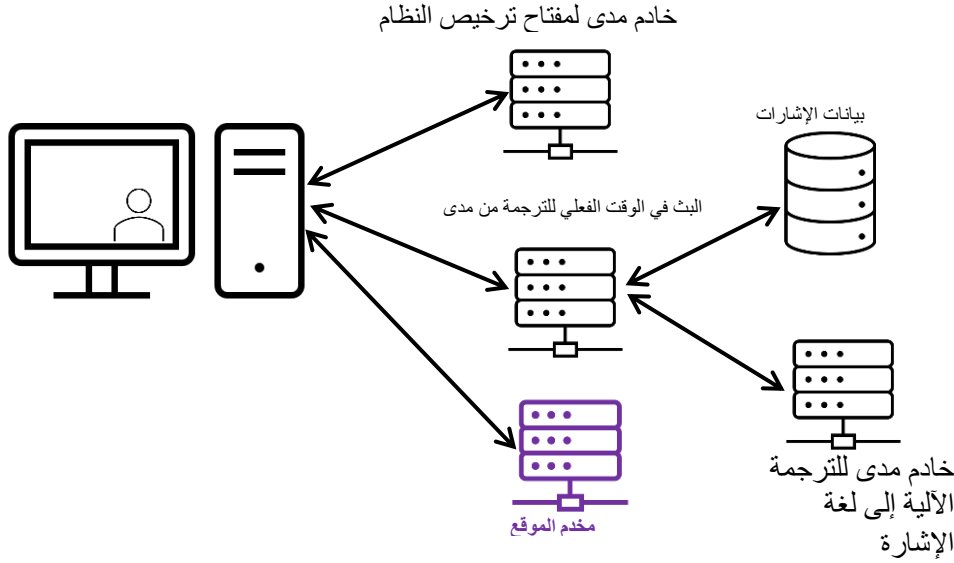 خادم مدى لمفتاح ترخيص النظام
بيانات الإشارات
البث في الوقت الفعلي للترجمة من مدى
مخدم الموقع
خادم مدى للترجمة
الآلية إلى لغة
الإشارة